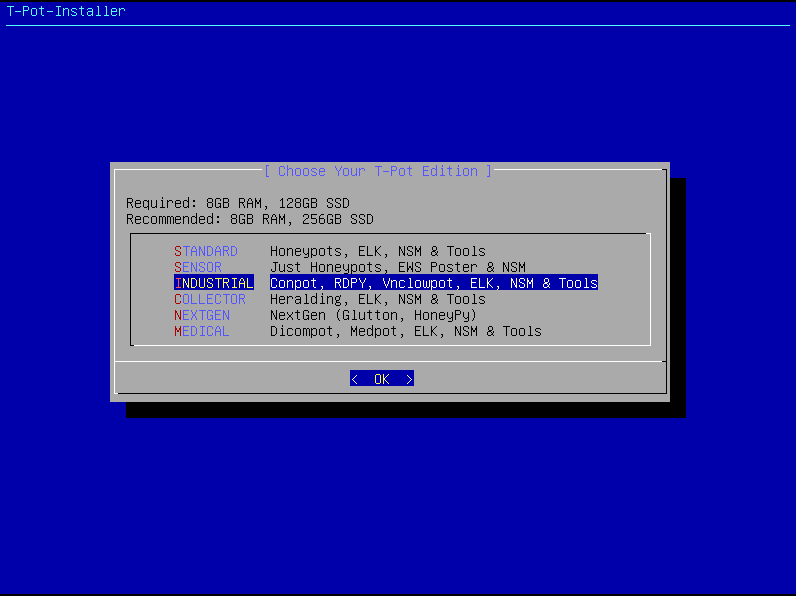 T-Pot-Installer
[ Choose Your T-Pot Edition ]
Required: 8GB RAM, 128GB SSD
Recommended: 8GB RAM, 256GB SSD
STANDARD Honeypots, ELK, NSM & Tools
SENSOR Just Honeypots, EWS Poster & NSM
INDUSTRIAL Conpot, RDPY, Vnclowpot, ELK, NSM & Tools
COLLECTOR Heralding, ELK, NSM & Tools
NEXTGEN NextGen (Glutton, HoneyPy)
MEDICAL Dicompot, Medpot, ELK, NSM & Tools
< OK >